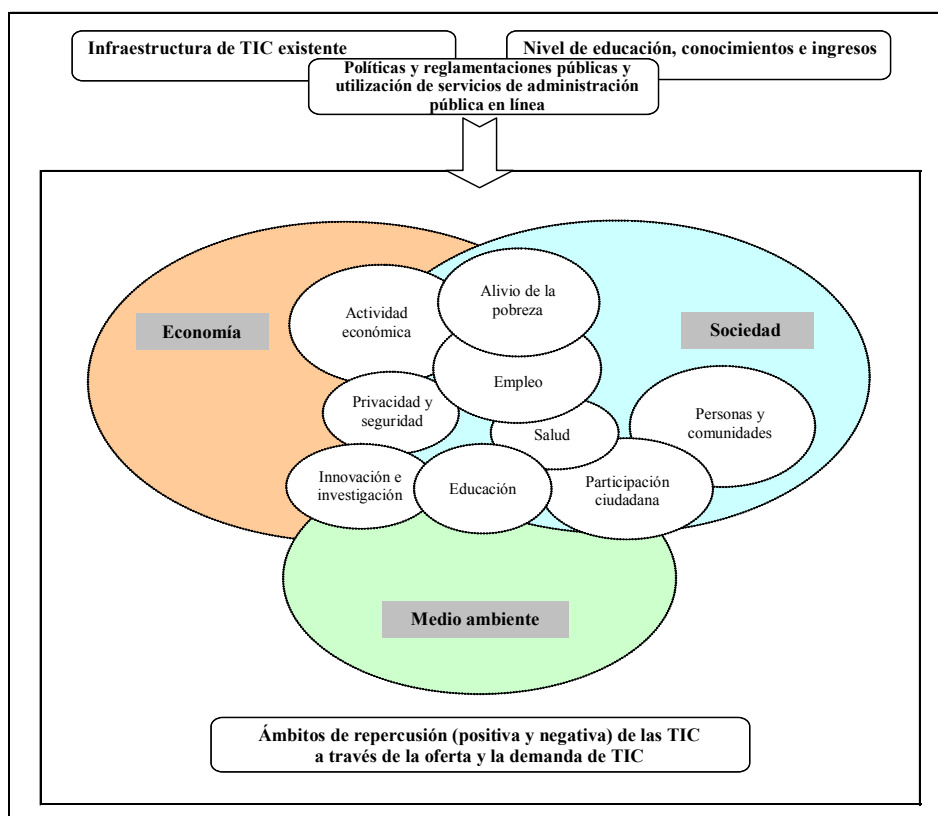 Infraestructura de TIC existente
Nivel de educación, conocimientos e ingresos
Políticas y reglamentaciones públicas y
utilización de servicios de administración
pública en línea
Alivio de la
pobreza
Actividad
económica
Economía
Sociedad
Empleo
Privacidad y
seguridad
Personas y
comunidades
Salud
Innovación e
investigación
Educación
Participación
ciudadana
Medio ambiente
Ámbitos de repercusión (positiva y negativa) de las TIC
a través de la oferta y la demanda de TIC